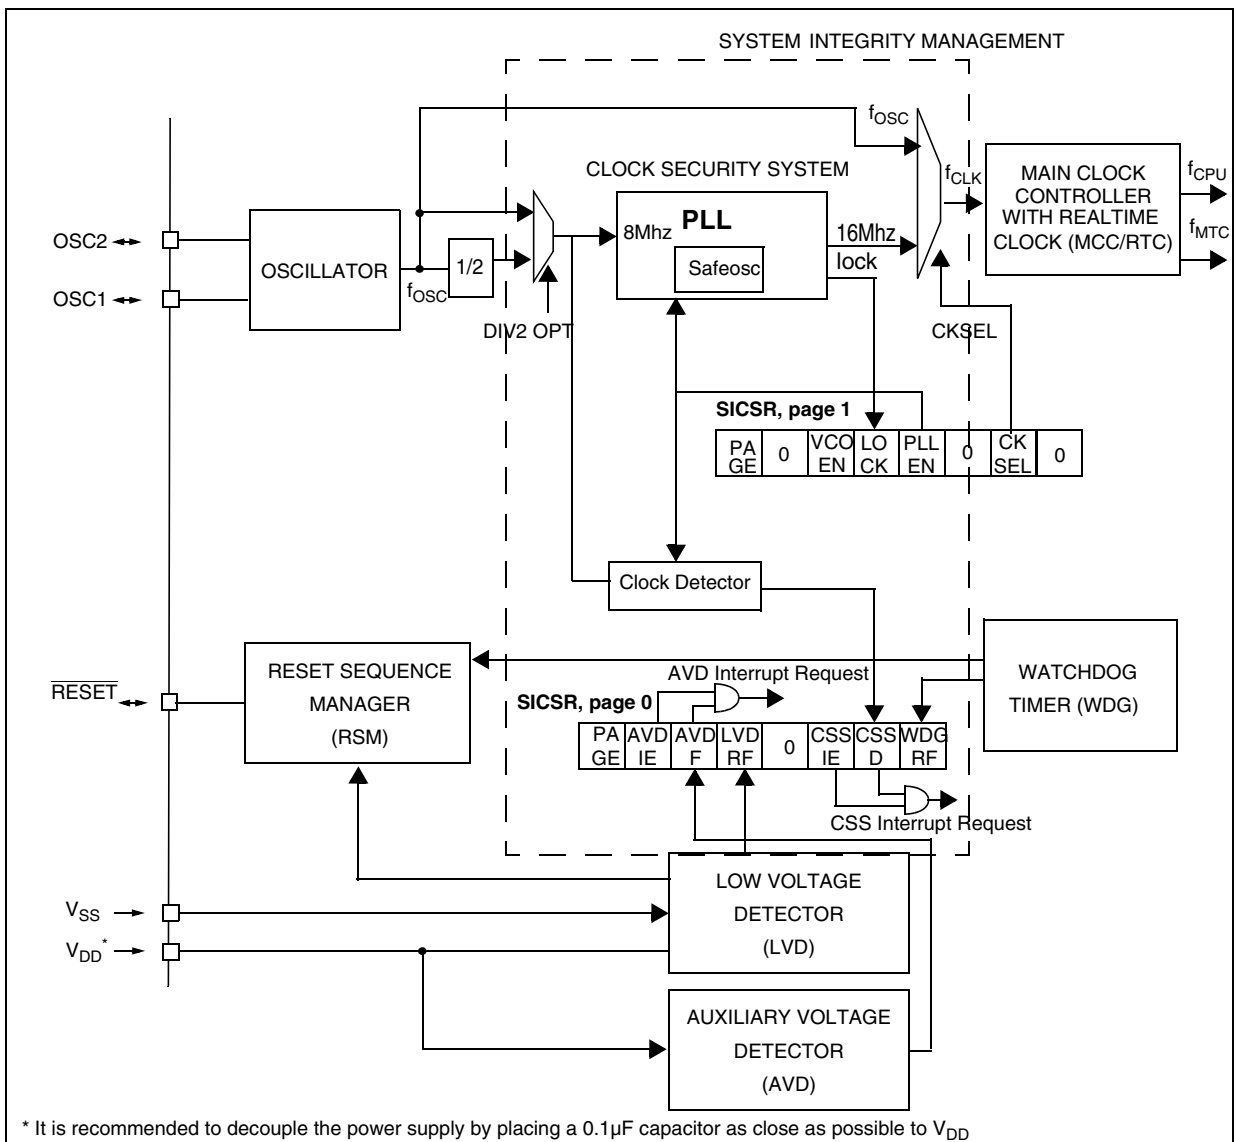 SYSTEM INTEGRITY MANAGEMENT
fOSC
CLOCK SECURITY SYSTEM
fCLK
MAIN CLOCK
CONTROLLER
WITH REALTIME
CLOCK (MCC/RTC)
fCPU
fMTC
OSC2
OSC1
OSCILLATOR
fOSC
1/2
DIV2 OPT
8Mhz
PLL
Safeosc
16Mhz
lock
CKSEL
SICSR, page 1
PA
GE
0
VCO
EN
LO
CK
PLL
EN
0
CK
SEL
0
Clock Detector
RESET
RESET SEQUENCE
MANAGER
(RSM)
WATCHDOG
TIMER (WDG)
AVD Interrupt Request
SICSR, page 0
PA
GE
AVD
IE
AVD
F
LVD
RF
0
CSS
IE
CSS
D
WDG
RF
CSS Interrupt Request
VSS
VDD*
LOW VOLTAGE
DETECTOR
(LVD)
AUXILIARY VOLTAGE
DETECTOR
(AVD)
* It is recommended to decouple the power supply by placing a 0.1µF capacitor as close as possible to VDD